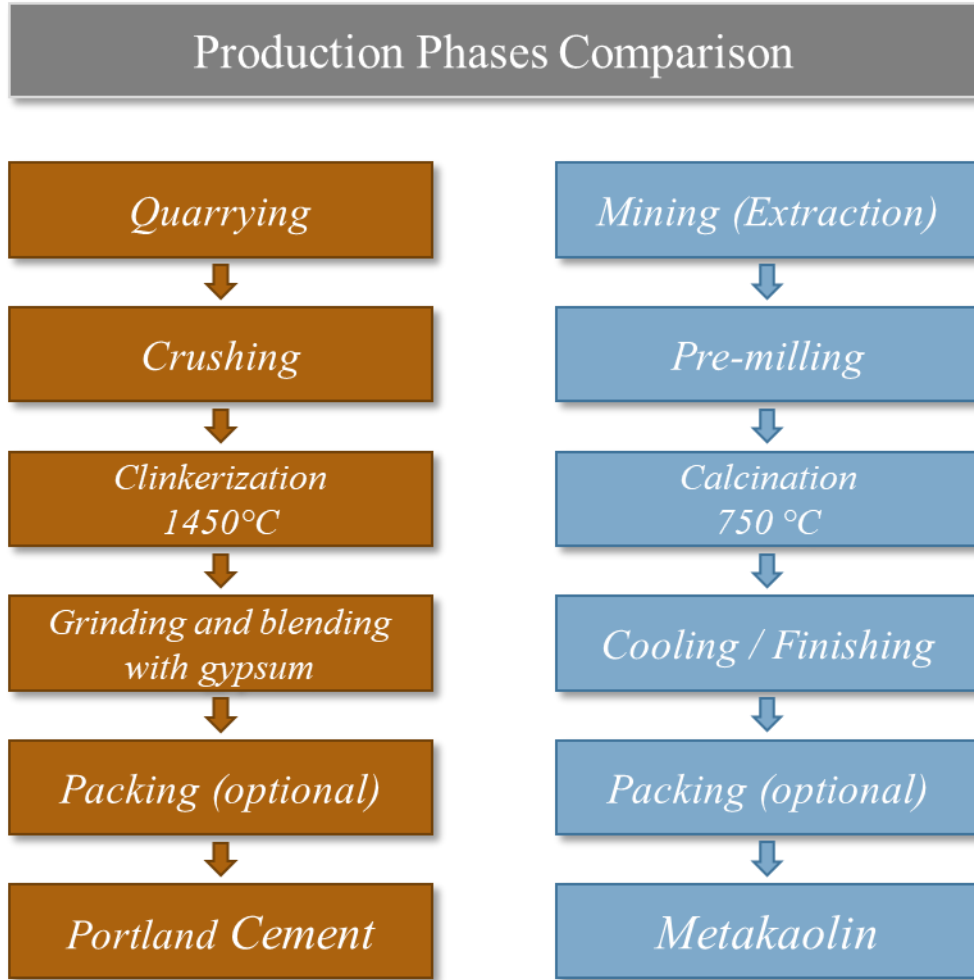 Production Phases Comparison
Quarrying
Crushing
Clinkerization
1450°C
Grinding and blending
with gypsum
Packing (optional)
Portland Cement
Mining (Extraction)
Pre-milling
Calcination
750 °C
Cooling / Finishing
Packing (optional)
Metakaolin